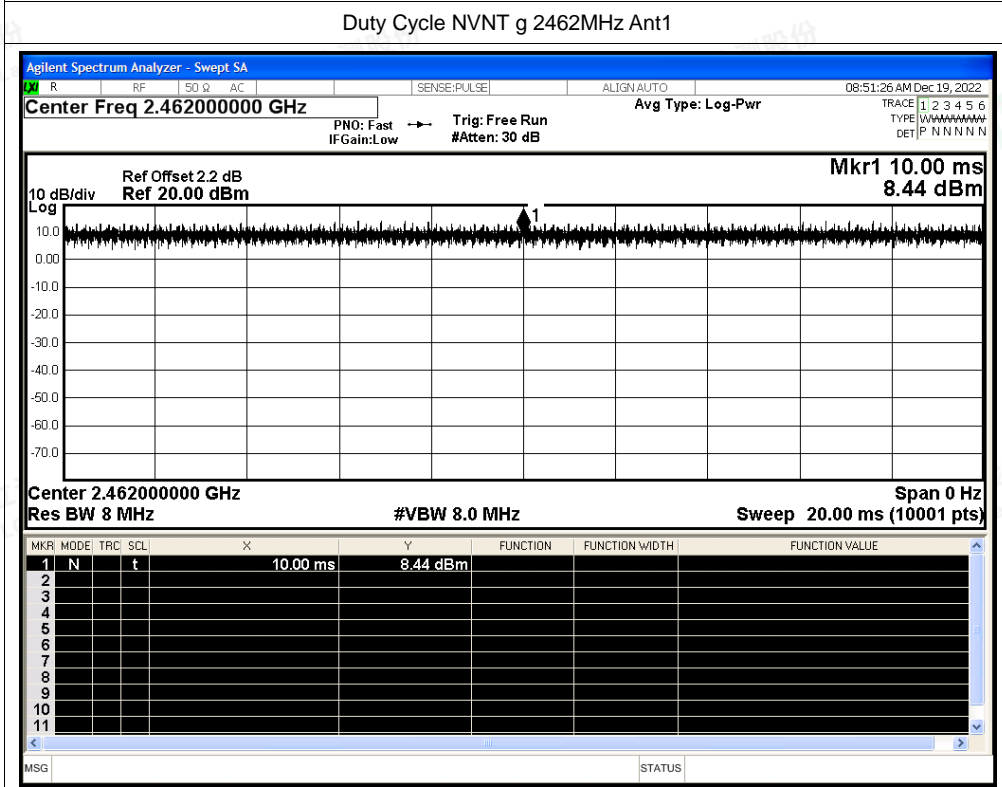 Duty Cycle NVNT g 2462MHz Ant1
Agilent Spectrum Analyzer - Swept SA
LXI R RF 50 Ω AC SENSE:PULSE ALIGN AUTO 08:51:26 AM Dec 19, 2022
Center Freq 2.462000000 GHz Avg Type: Log-Pwr TRACE 1 2 3 4 5 6
PNO: Fast Trig: Free Run TYPE W
IFGain:Low #Atten: 30 dB DET P N N N N N
Mkr1 10.00 ms
Ref Offset 2.2 dB 8.44 dBm
10 dB/div Ref 20.00 dBm
Log
1
10.0
0.00
-10.0
-20.0
-30.0
-40.0
-50.0
-60.0
-70.0
Center 2.462000000 GHz Span 0 Hz
Res BW 8 MHz #VBW 8.0 MHz Sweep 20.00 ms (10001 pts)
MKR MODE TRC SCL X Y FUNCTION FUNCTION WIDTH FUNCTION VALUE
1 N t 10.00 ms 8.44 dBm
2
3
4
5
6
7
8
9
10
11
MSG STATUS